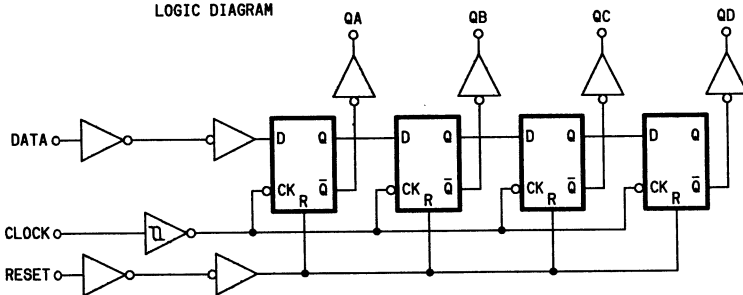 LOGIC DIAGRAM
QA QB QC QD
DATA D Q D Q D Q D Q
CK Q̅ CK Q̅ CK Q̅ CK Q̅
R R R R
CLOCK
RESET